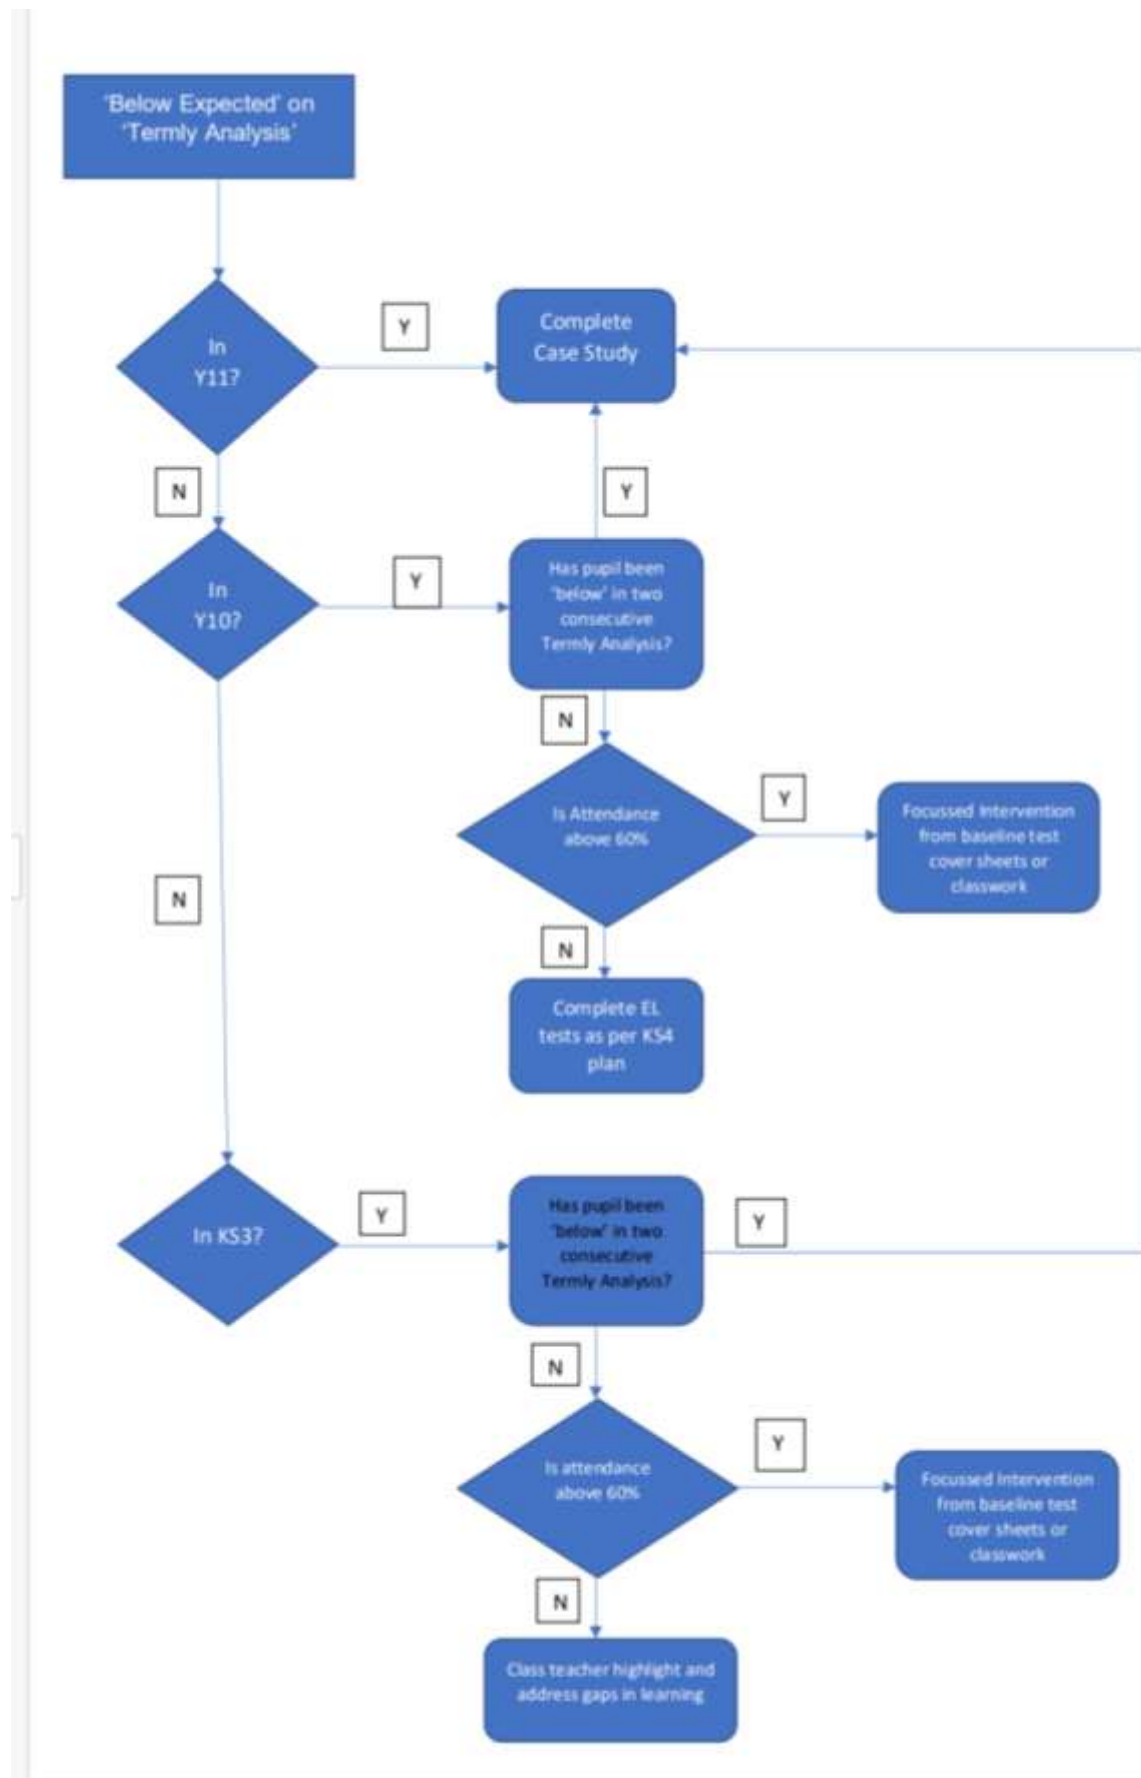 'Below Expected' on
'Termly Analysis'
In
Y11?
Y
Complete
Case Study
N
Y
In
Y10?
Y
Has pupil been
'below' in two
consecutive
Termly Analysis?
N
Is Attendance
above 60%
Y
Focussed Intervention
from baseline test
cover sheets or
classwork
N
N
Complete EL
tests as per KS4
plan
In KS3?
Y
Has pupil been
'below' in two
consecutive
Termly Analysis?
Y
N
Is attendance
above 60%
Y
Focussed Intervention
from baseline test
cover sheets or
classwork
N
Class teacher highlight and
address gaps in learning